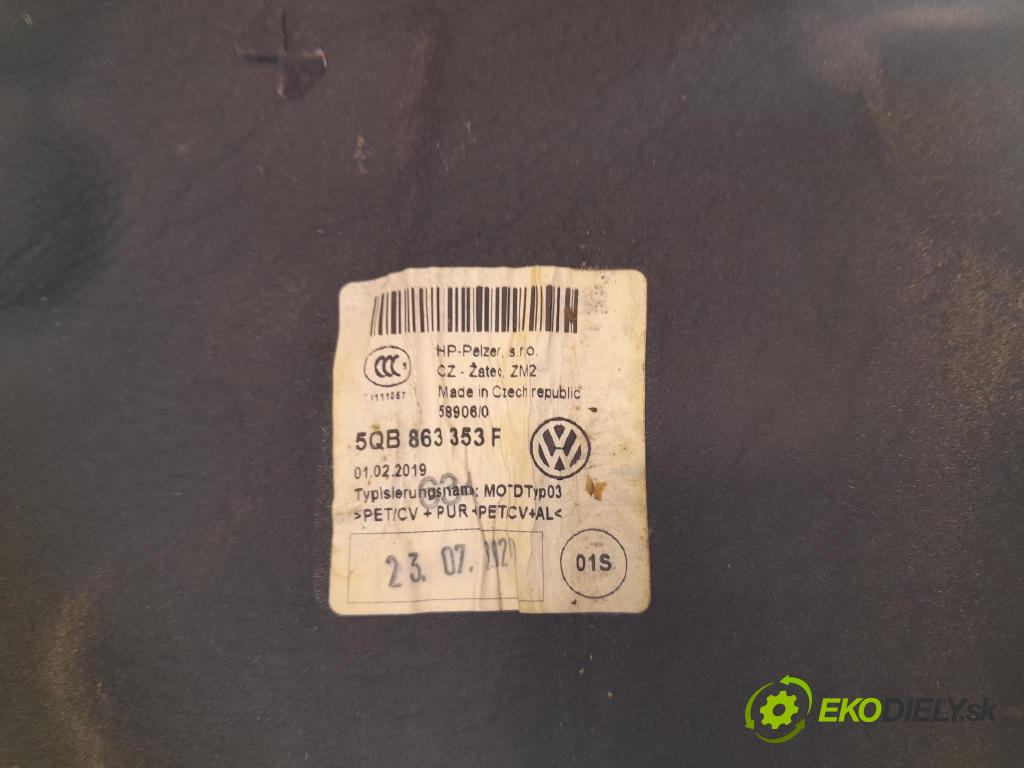 HP-Pelzer, s.r.o.
CZ - Žatec, ZM2
Made in Czech republic
58906/0
5QB 863 353 F
01.02.2019
Typisierungsnam: MOTDTyp03
>PET/CV + PUR+PET/CV+AL<
23. 07. 2020
01S
EKODIELY.sk